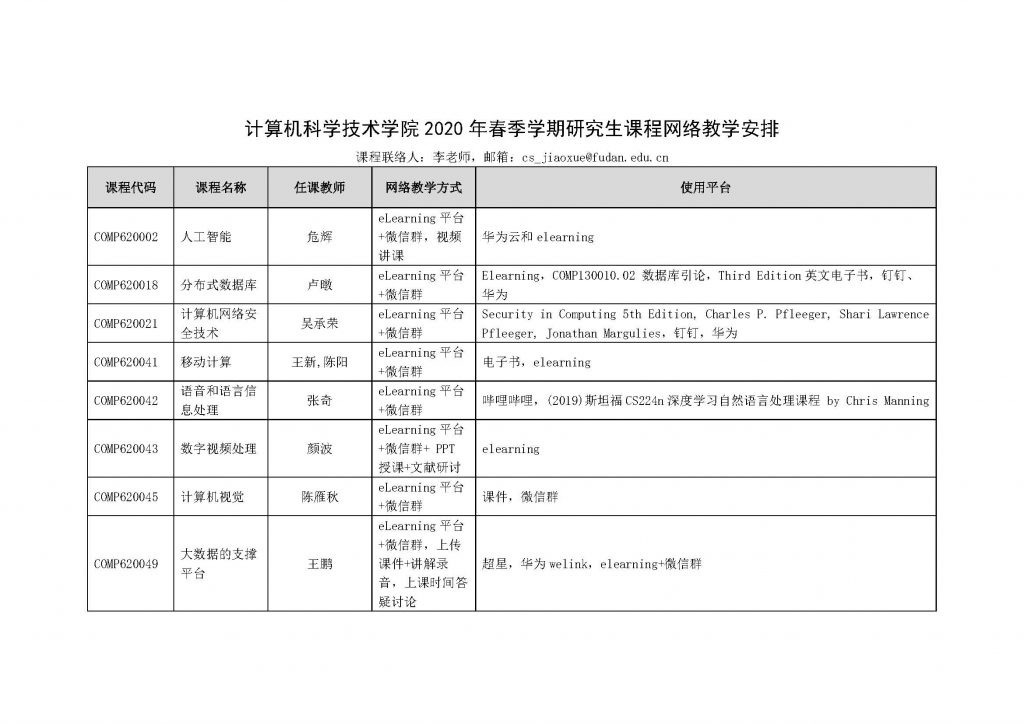 计算机科学技术学院 2020 年春季学期研究生课程网络教学安排
课程联络人：李老师，邮箱：cs_jiaoxue@fudan.edu.cn
课程代码 课程名称 任课教师 网络教学方式 使用平台
COMP620002 人工智能 危辉 eLearning 平台
+微信群，视频
讲课
华为云和 elearning
COMP620018 分布式数据库 卢暾 eLearning 平台
+微信群
Elearning，COMP130010.02 数据库引论，Third Edition 英文电子书，钉钉、
华为
COMP620021 计算机网络安
全技术
吴承荣 eLearning 平台
+微信群
Security in Computing 5th Edition, Charles P. Pfleeger, Shari Lawrence
Pfleeger, Jonathan Margulies，钉钉，华为
COMP620041 移动计算 王新,陈阳 eLearning 平台
+微信群
电子书，elearning
COMP620042 语音和语言信
息处理
张奇 eLearning 平台
+微信群
哔哩哔哩，(2019)斯坦福 CS224n 深度学习自然语言处理课程 by Chris Manning
COMP620043 数字视频处理 颜波 eLearning 平台
+微信群+ PPT
授课+文献研讨
elearning
COMP620045 计算机视觉 陈雁秋 eLearning 平台
+微信群
课件，微信群
COMP620049 大数据的支撑
平台
王鹏 eLearning 平台
+微信群，上传
课件+讲解录
音，上课时间答
疑讨论
超星，华为 welink，elearning+微信群